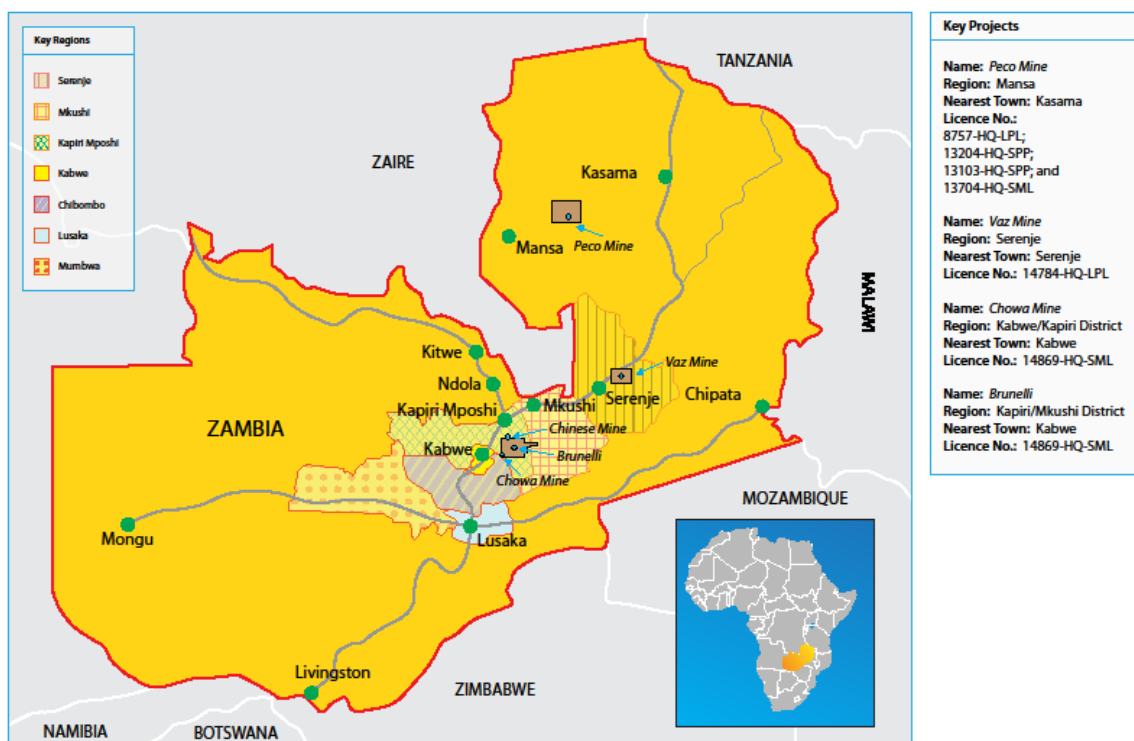 Key Regions
Serenje
Mkushi
Kapiri Mposhi
Kabwe
Chibombo
Lusaka
Mumbwa
TANZANIA
ZAIRE
Kasama
Mansa
Peco Mine
MALAWI
Kitwe
Ndola
Vaz Mine
Mkushi
Serenje
Chipata
Kapiri Mposhi
ZAMBIA
Chinese Mine
Kabwe
Brunelli
Chowa Mine
MOZAMBIQUE
Mongu
Lusaka
Livingston
ZIMBABWE
NAMIBIA
BOTSWANA
Key Projects
Name: Peco Mine
Region: Mansa
Nearest Town: Kasama
Licence No.:
8757-HQ-LPL;
13204-HQ-SPP;
13103-HQ-SPP; and
13704-HQ-SML
Name: Vaz Mine
Region: Serenje
Nearest Town: Serenje
Licence No.: 14784-HQ-LPL
Name: Chowa Mine
Region: Kabwe/Kapiri District
Nearest Town: Kabwe
Licence No.: 14869-HQ-SML
Name: Brunelli
Region: Kapiri/Mkushi District
Nearest Town: Kabwe
Licence No.: 14869-HQ-SML